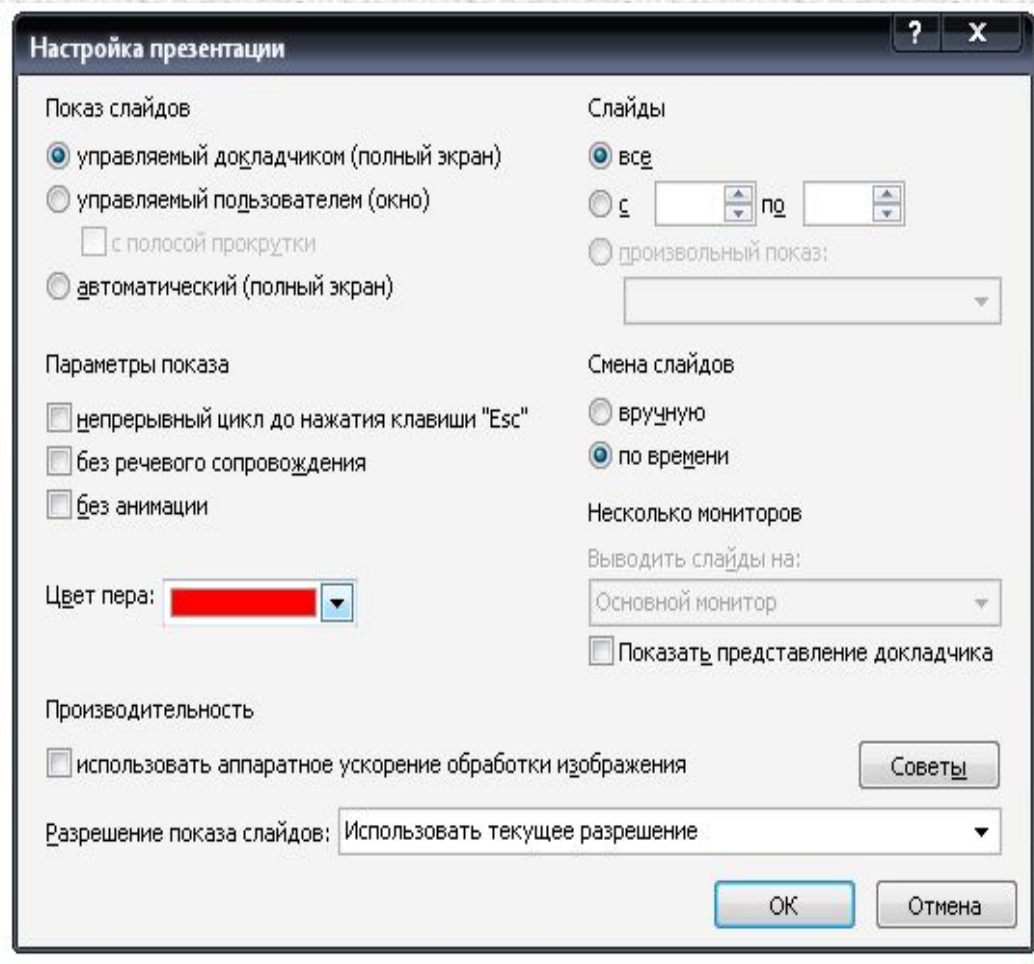 Настройка презентации
? X
Показ слайдов
управляемый докладчиком (полный экран)
управляемый пользователем (окно)
с полосой прокрутки
автоматический (полный экран)
Слайды
все
с по
произвольный показ:
Параметры показа
непрерывный цикл до нажатия клавиши "Esc"
без речевого сопровождения
без анимации
Цвет пера:
Смена слайдов
вручную
по времени
Несколько мониторов
Выводить слайды на:
Основной монитор
Показать представление докладчика
Производительность
использовать аппаратное ускорение обработки изображения
Советы
Разрешение показа слайдов: Использовать текущее разрешение
ОК Отмена